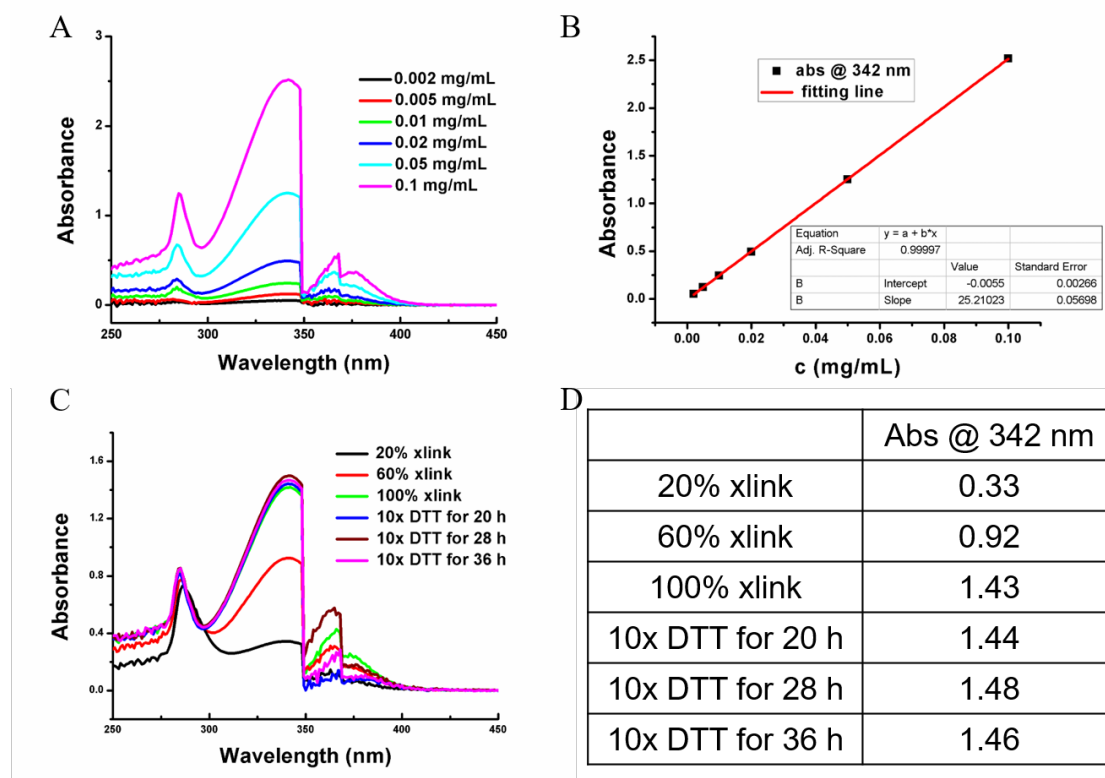 A
3
2
1
0
Absorbance
250 300 350 400 450
Wavelength (nm)
0.002 mg/mL
0.005 mg/mL
0.01 mg/mL
0.02 mg/mL
0.05 mg/mL
0.1 mg/mL
B
2.5
2.0
1.5
1.0
0.5
0.0
Absorbance
0.00 0.02 0.04 0.06 0.08 0.10
c (mg/mL)
abs @ 342 nm
fitting line
Equation y = a + b*x
Adj. R-Square 0.99997
Value Standard Error
B Intercept -0.0055 0.00266
B Slope 25.21023 0.05698
C
1.6
1.2
0.8
0.4
0.0
Absorbance
250 300 350 400 450
Wavelength (nm)
20% xlink
60% xlink
100% xlink
10x DTT for 20 h
10x DTT for 28 h
10x DTT for 36 h
D
Abs @ 342 nm
20% xlink 0.33
60% xlink 0.92
100% xlink 1.43
10x DTT for 20 h 1.44
10x DTT for 28 h 1.48
10x DTT for 36 h 1.46